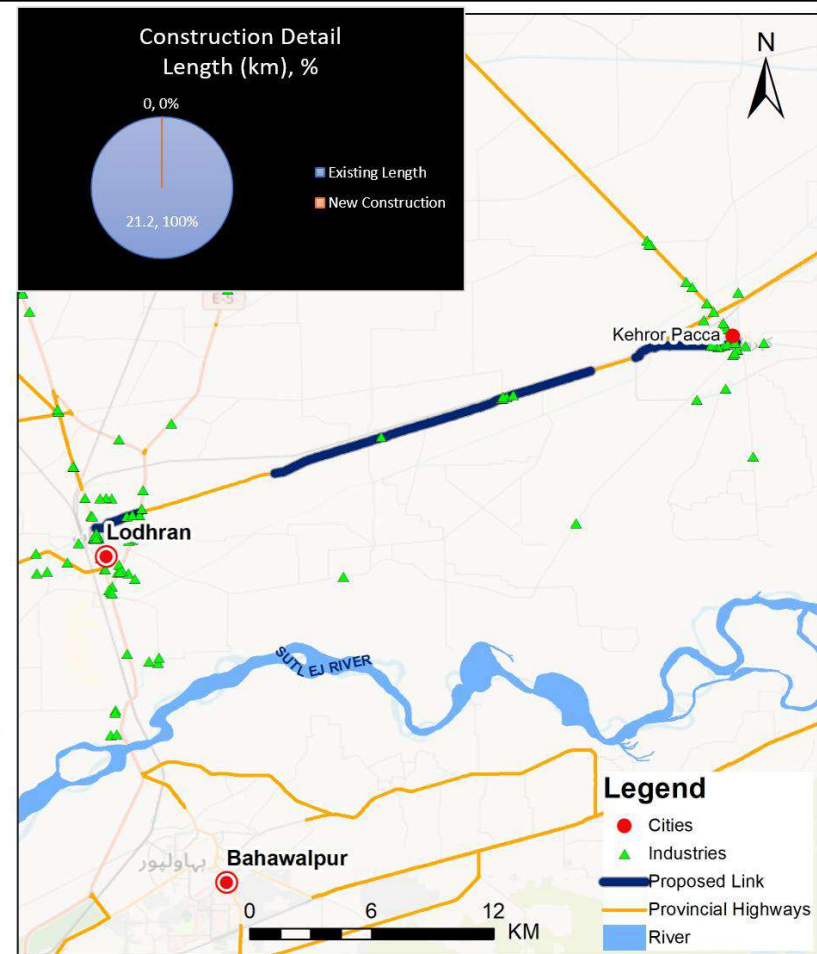 Construction Detail
Length (km), %
0, 0%
21.2, 100%
Existing Length
New Construction
N
E-5
Kehror Pacca
Lodhran
SUTLEJ RIVER
بہاولپور
Bahawalpur
0 6 12
KM
Legend
Cities
Industries
Proposed Link
Provincial Highways
River